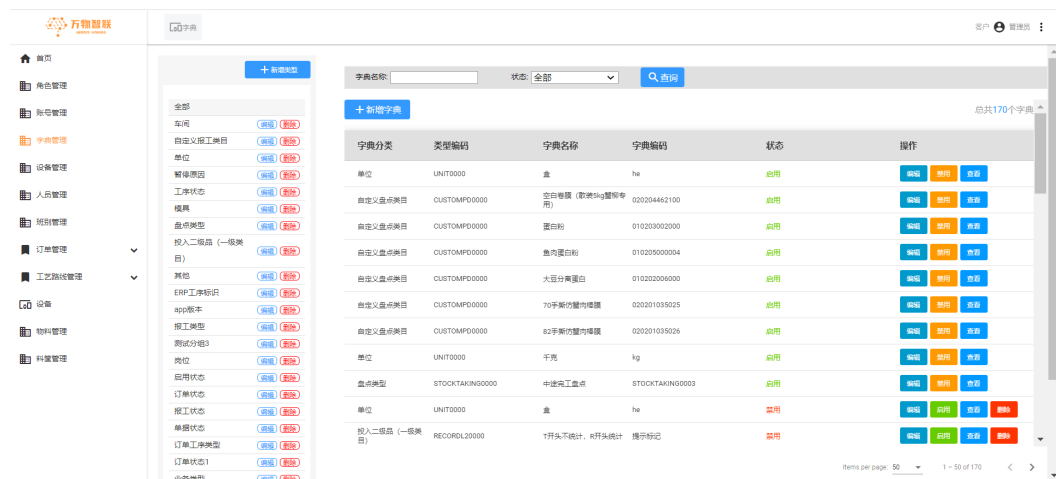 万物智联
字典
客户 管理员
首页
角色管理
账号管理
字典管理
设备管理
人员管理
班别管理
订单管理
工艺路线管理
设备
物料管理
料筐管理
+ 新增类型
全部
车间 编辑 删除
自定义报工类目 编辑 删除
单位 编辑 删除
暂停原因 编辑 删除
工序状态 编辑 删除
模具 编辑 删除
盘点类型 编辑 删除
投入二级品（一级类
目） 编辑 删除
其他 编辑 删除
ERP工序标识 编辑 删除
app版本 编辑 删除
报工类型 编辑 删除
测试分组3 编辑 删除
岗位 编辑 删除
启用状态 编辑 删除
订单状态 编辑 删除
报工状态 编辑 删除
单据状态 编辑 删除
订单工序类型 编辑 删除
订单状态1 编辑 删除
业务类型 编辑 删除
字典名称: 状态: 全部 查询
+ 新增字典 总共170个字典
字典分类 类型编码 字典名称 字典编码 状态 操作
单位 UNIT0000 盒 he 启用 编辑 禁用 查看
自定义盘点类目 CUSTOMPD0000 空白卷膜（散装5kg蟹柳专
用） 020204462100 启用 编辑 禁用 查看
自定义盘点类目 CUSTOMPD0000 蛋白粉 010203002000 启用 编辑 禁用 查看
自定义盘点类目 CUSTOMPD0000 鱼肉蛋白粉 010205000004 启用 编辑 禁用 查看
自定义盘点类目 CUSTOMPD0000 大豆分离蛋白 010202006000 启用 编辑 禁用 查看
自定义盘点类目 CUSTOMPD0000 70手撕仿蟹肉棒膜 020201035025 启用 编辑 禁用 查看
自定义盘点类目 CUSTOMPD0000 82手撕仿蟹肉棒膜 020201035026 启用 编辑 禁用 查看
单位 UNIT0000 千克 kg 启用 编辑 禁用 查看
盘点类型 STOCKTAKING0000 中途完工盘点 STOCKTAKING0003 启用 编辑 禁用 查看
单位 UNIT0000 盒 he 禁用 编辑 启用 查看 删除
投入二级品（一级类
目） RECORDL20000 T开头不统计，R开头统计 提示标记 禁用 编辑 启用 查看 删除
Items per page: 50 1 – 50 of 170